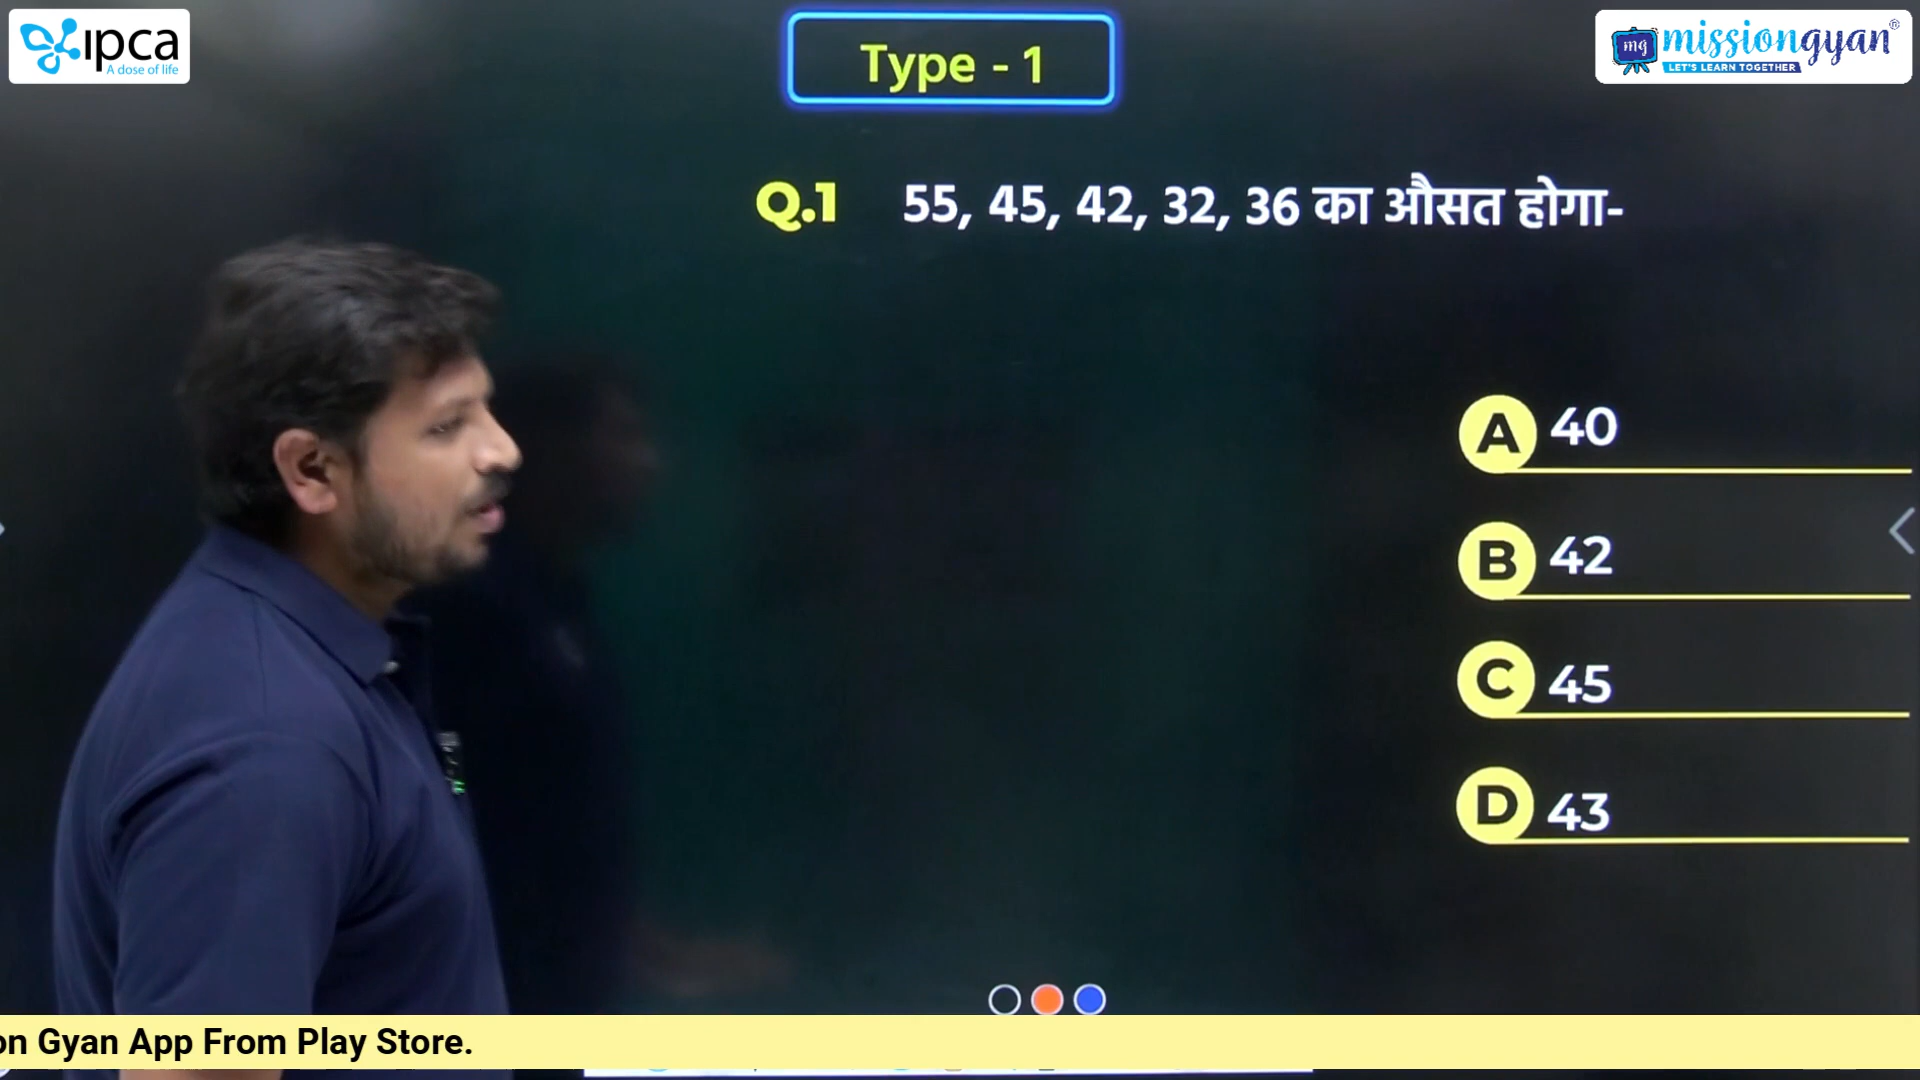 ipca
A dose of life
Type - 1
mg missiongyan®
LET'S LEARN TOGETHER
Q.1 55, 45, 42, 32, 36 का औसत होगा-
A 40
B 42
C 45
D 43
on Gyan App From Play Store.